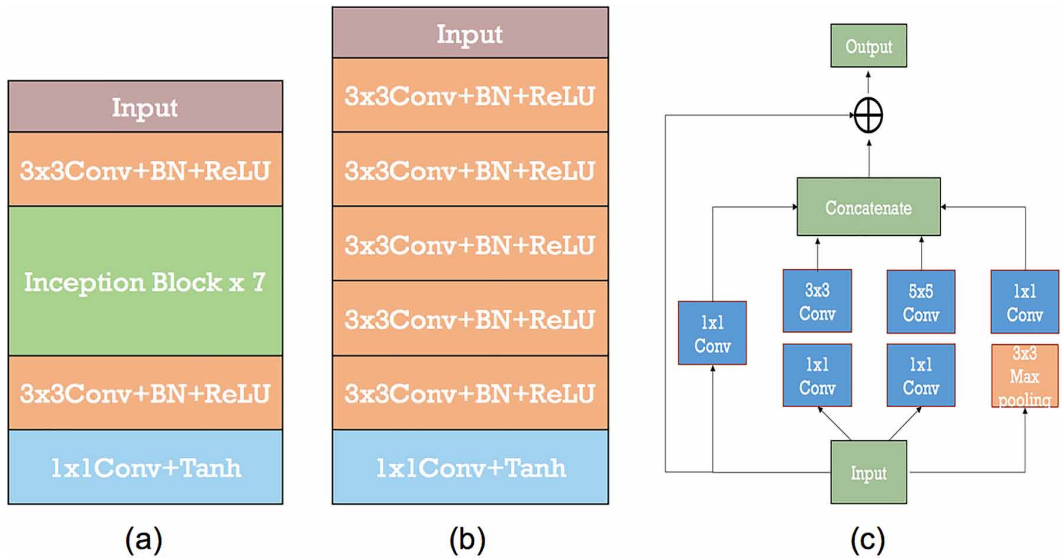 Input
3x3Conv+BN+ReLU
Inception Block x 7
3x3Conv+BN+ReLU
1x1Conv+Tanh
(a)
Input
3x3Conv+BN+ReLU
3x3Conv+BN+ReLU
3x3Conv+BN+ReLU
3x3Conv+BN+ReLU
3x3Conv+BN+ReLU
1x1Conv+Tanh
(b)
Output
Concatenate
1x1
Conv
3x3
Conv
5x5
Conv
1x1
Conv
1x1
Conv
1x1
Conv
3x3
Max
pooling
Input
(c)